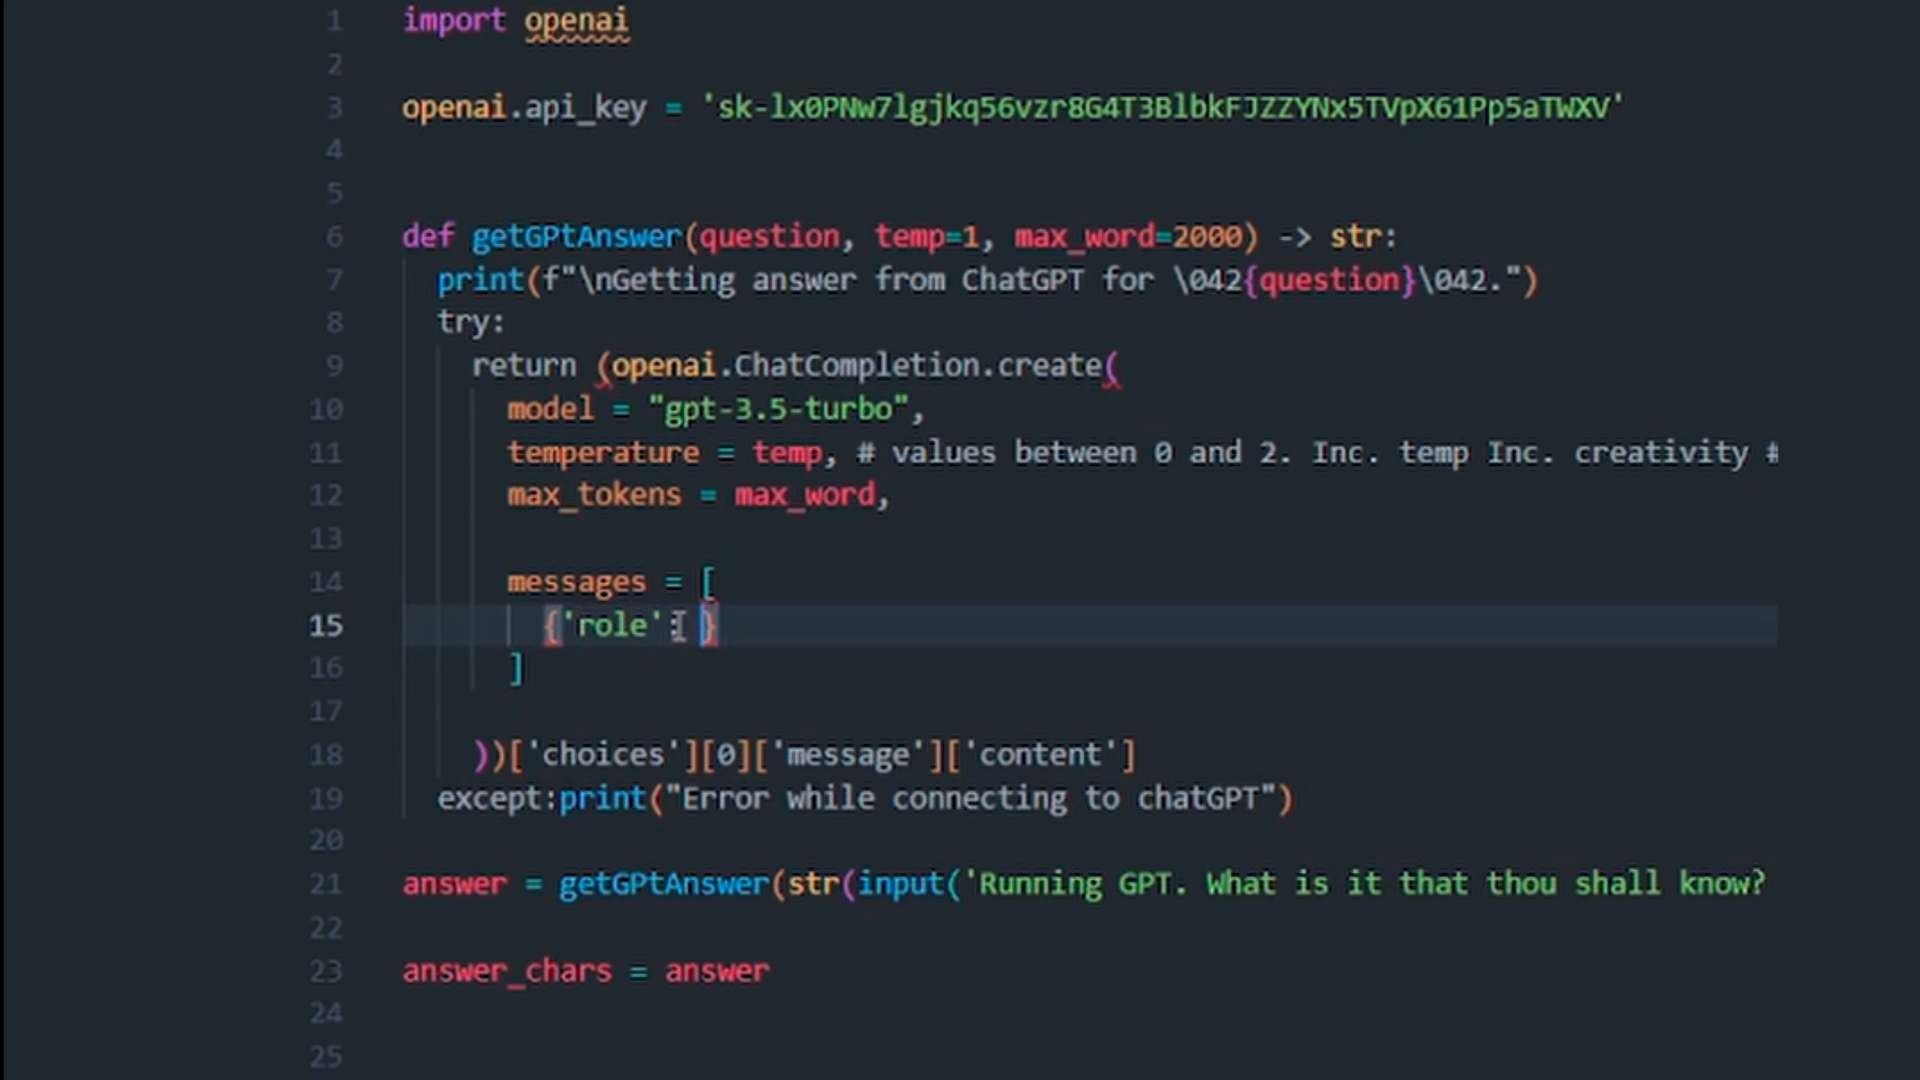 1 import openai
2
3 openai.api_key = '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'
4
5
6 def getGPtAnswer(question, temp=1, max_word=2000) -> str:
7 print(f"\nGetting answer from ChatGPT for \042{question}\042.")
8 try:
9 return (openai.ChatCompletion.create(
10 model = "gpt-3.5-turbo",
11 temperature = temp, # values between 0 and 2. Inc. temp Inc. creativity #
12 max_tokens = max_word,
13
14 messages = [
15 {'role': }
16 ]
17
18 ))['choices'][0]['message']['content']
19 except:print("Error while connecting to chatGPT")
20
21 answer = getGPtAnswer(str(input('Running GPT. What is it that thou shall know?
22
23 answer_chars = answer
24
25